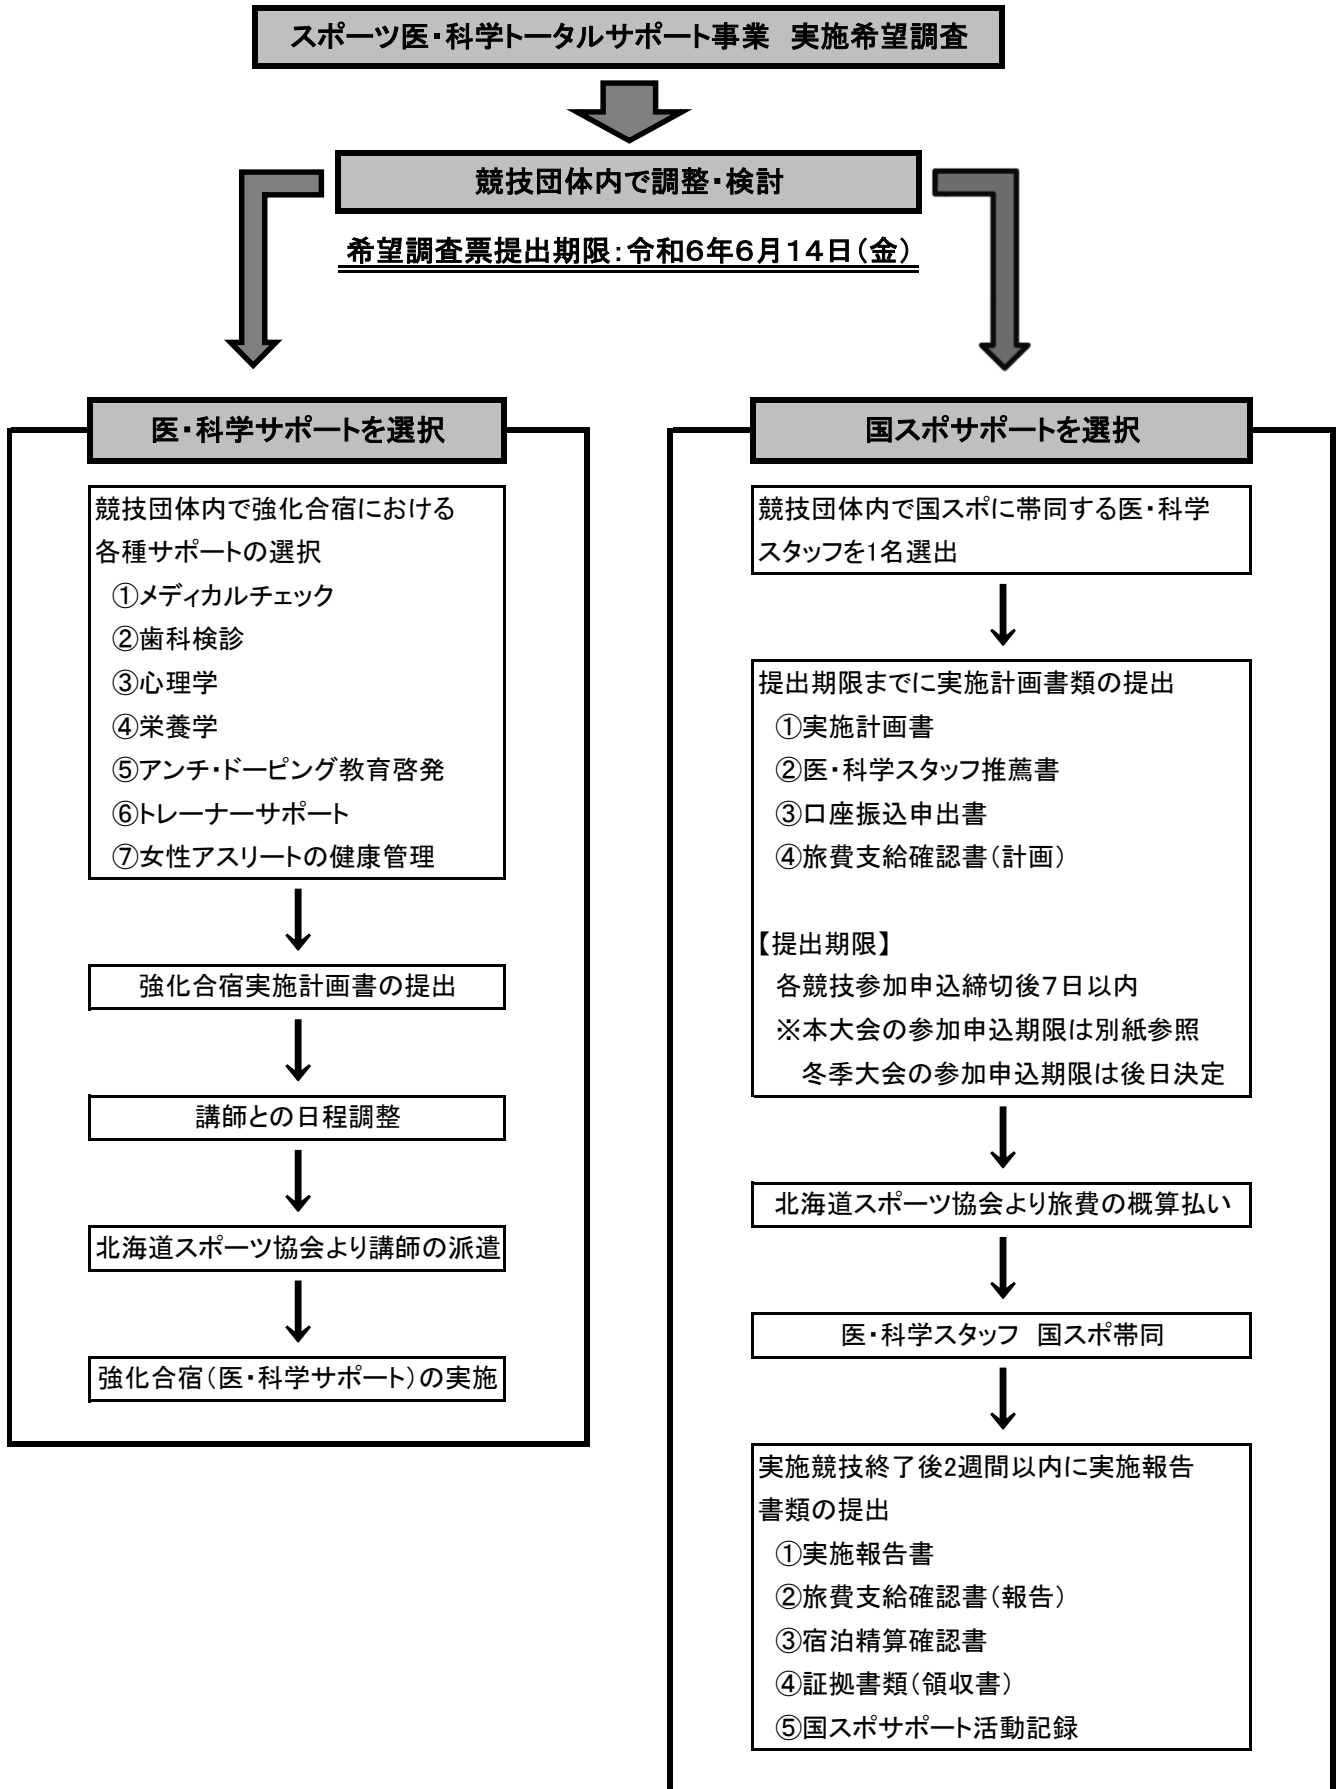 スポーツ医・科学トータルサポート事業　実施希望調査
競技団体内で調整・検討
希望調査票提出期限：令和６年６月１４日（金）
医・科学サポートを選択
競技団体内で強化合宿における
各種サポートの選択
①メディカルチェック
②歯科検診
③心理学
④栄養学
⑤アンチ・ドーピング教育啓発
⑥トレーナーサポート
⑦女性アスリートの健康管理
強化合宿実施計画書の提出
講師との日程調整
北海道スポーツ協会より講師の派遣
強化合宿（医・科学サポート）の実施
国スポサポートを選択
競技団体内で国スポに帯同する医・科学
スタッフを1名選出
提出期限までに実施計画書類の提出
①実施計画書
②医・科学スタッフ推薦書
③口座振込申出書
④旅費支給確認書（計画）
【提出期限】
各競技参加申込締切後７日以内
※本大会の参加申込期限は別紙参照
冬季大会の参加申込期限は後日決定
北海道スポーツ協会より旅費の概算払い
医・科学スタッフ　国スポ帯同
実施競技終了後2週間以内に実施報告
書類の提出
①実施報告書
②旅費支給確認書（報告）
③宿泊精算確認書
④証拠書類（領収書）
⑤国スポサポート活動記録